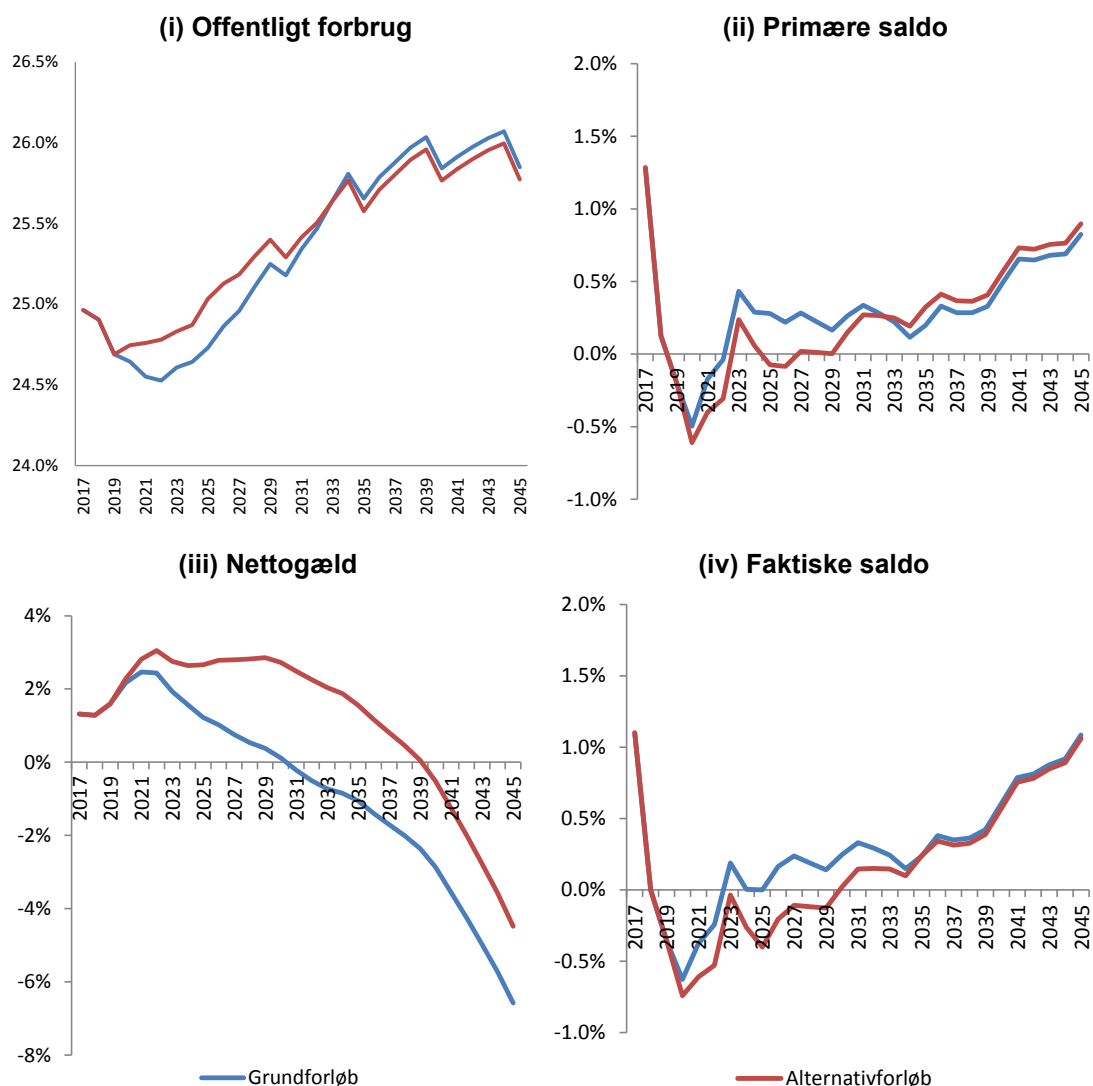 (i) Offentligt forbrug
26.5%
26.0%
25.5%
25.0%
24.5%
24.0%
2017 2019 2021 2023 2025 2027 2029 2031 2033 2035 2037 2039 2041 2043 2045
(ii) Primære saldo
2.0%
1.5%
1.0%
0.5%
0.0%
-0.5%
-1.0%
2017 2019 2021 2023 2025 2027 2029 2031 2033 2035 2037 2039 2041 2043 2045
(iii) Nettogæld
4%
2%
0%
-2%
-4%
-6%
-8%
2017 2019 2021 2023 2025 2027 2029 2031 2033 2035 2037 2039 2041 2043 2045
(iv) Faktiske saldo
2.0%
1.5%
1.0%
0.5%
0.0%
-0.5%
-1.0%
2017 2019 2021 2023 2025 2027 2029 2031 2033 2035 2037 2039 2041 2043 2045
Grundforløb
Alternativforløb